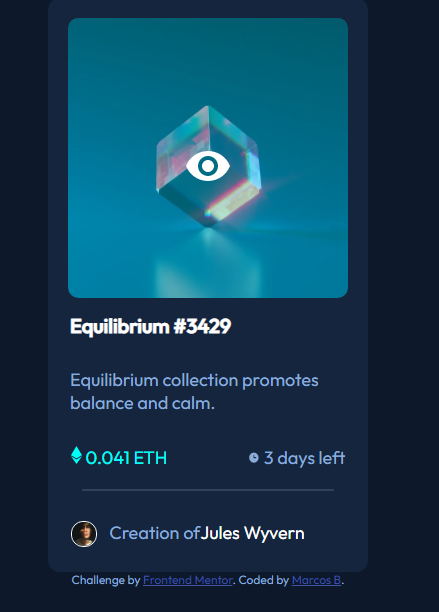 Equilibrium #3429
Equilibrium collection promotes
balance and calm.
0.041 ETH 3 days left
Creation ofJules Wyvern
Challenge by Frontend Mentor. Coded by Marcos B.